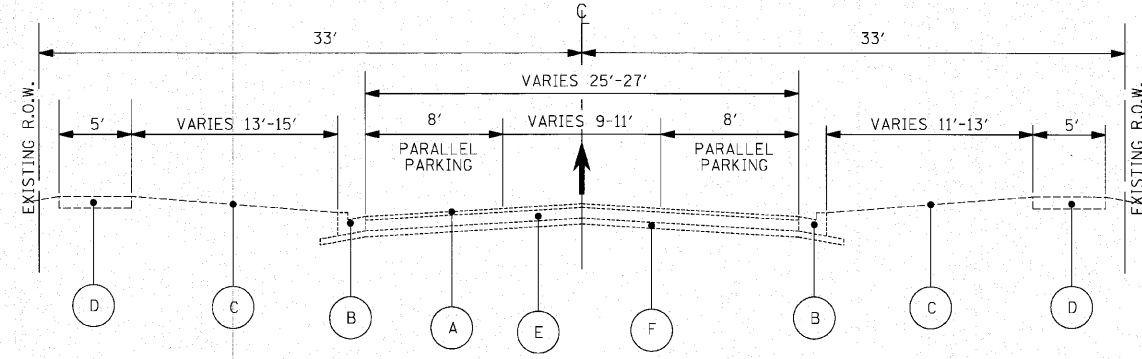 ℄
33'
33'
VARIES 25'-27'
5'
VARIES 13'-15'
8'
VARIES 9-11'
8'
VARIES 11'-13'
5'
PARALLEL
PARKING
PARALLEL
PARKING
EXISTING R.O.W.
EXISTING R.O.W.
D
C
B
A
E
F
B
C
D